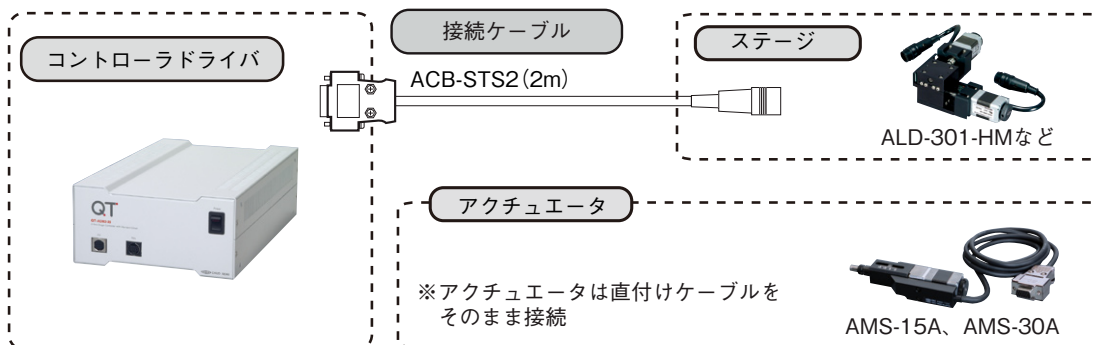 コントローラドライバ
接続ケーブル
ACB-STS2(2m)
ステージ
ALD-301-HMなど
QT
アクチュエータ
※アクチュエータは直付けケーブルを
そのまま接続
AMS-15A、AMS-30A